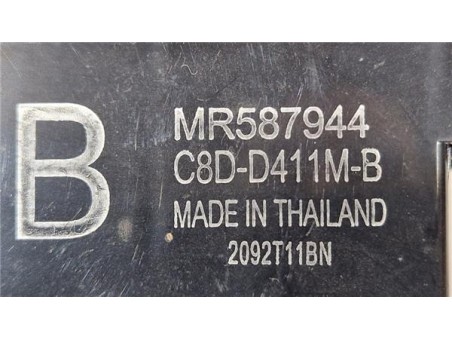 B
MR587944
C8D-D411M-B
MADE IN THAILAND
2092T11BN